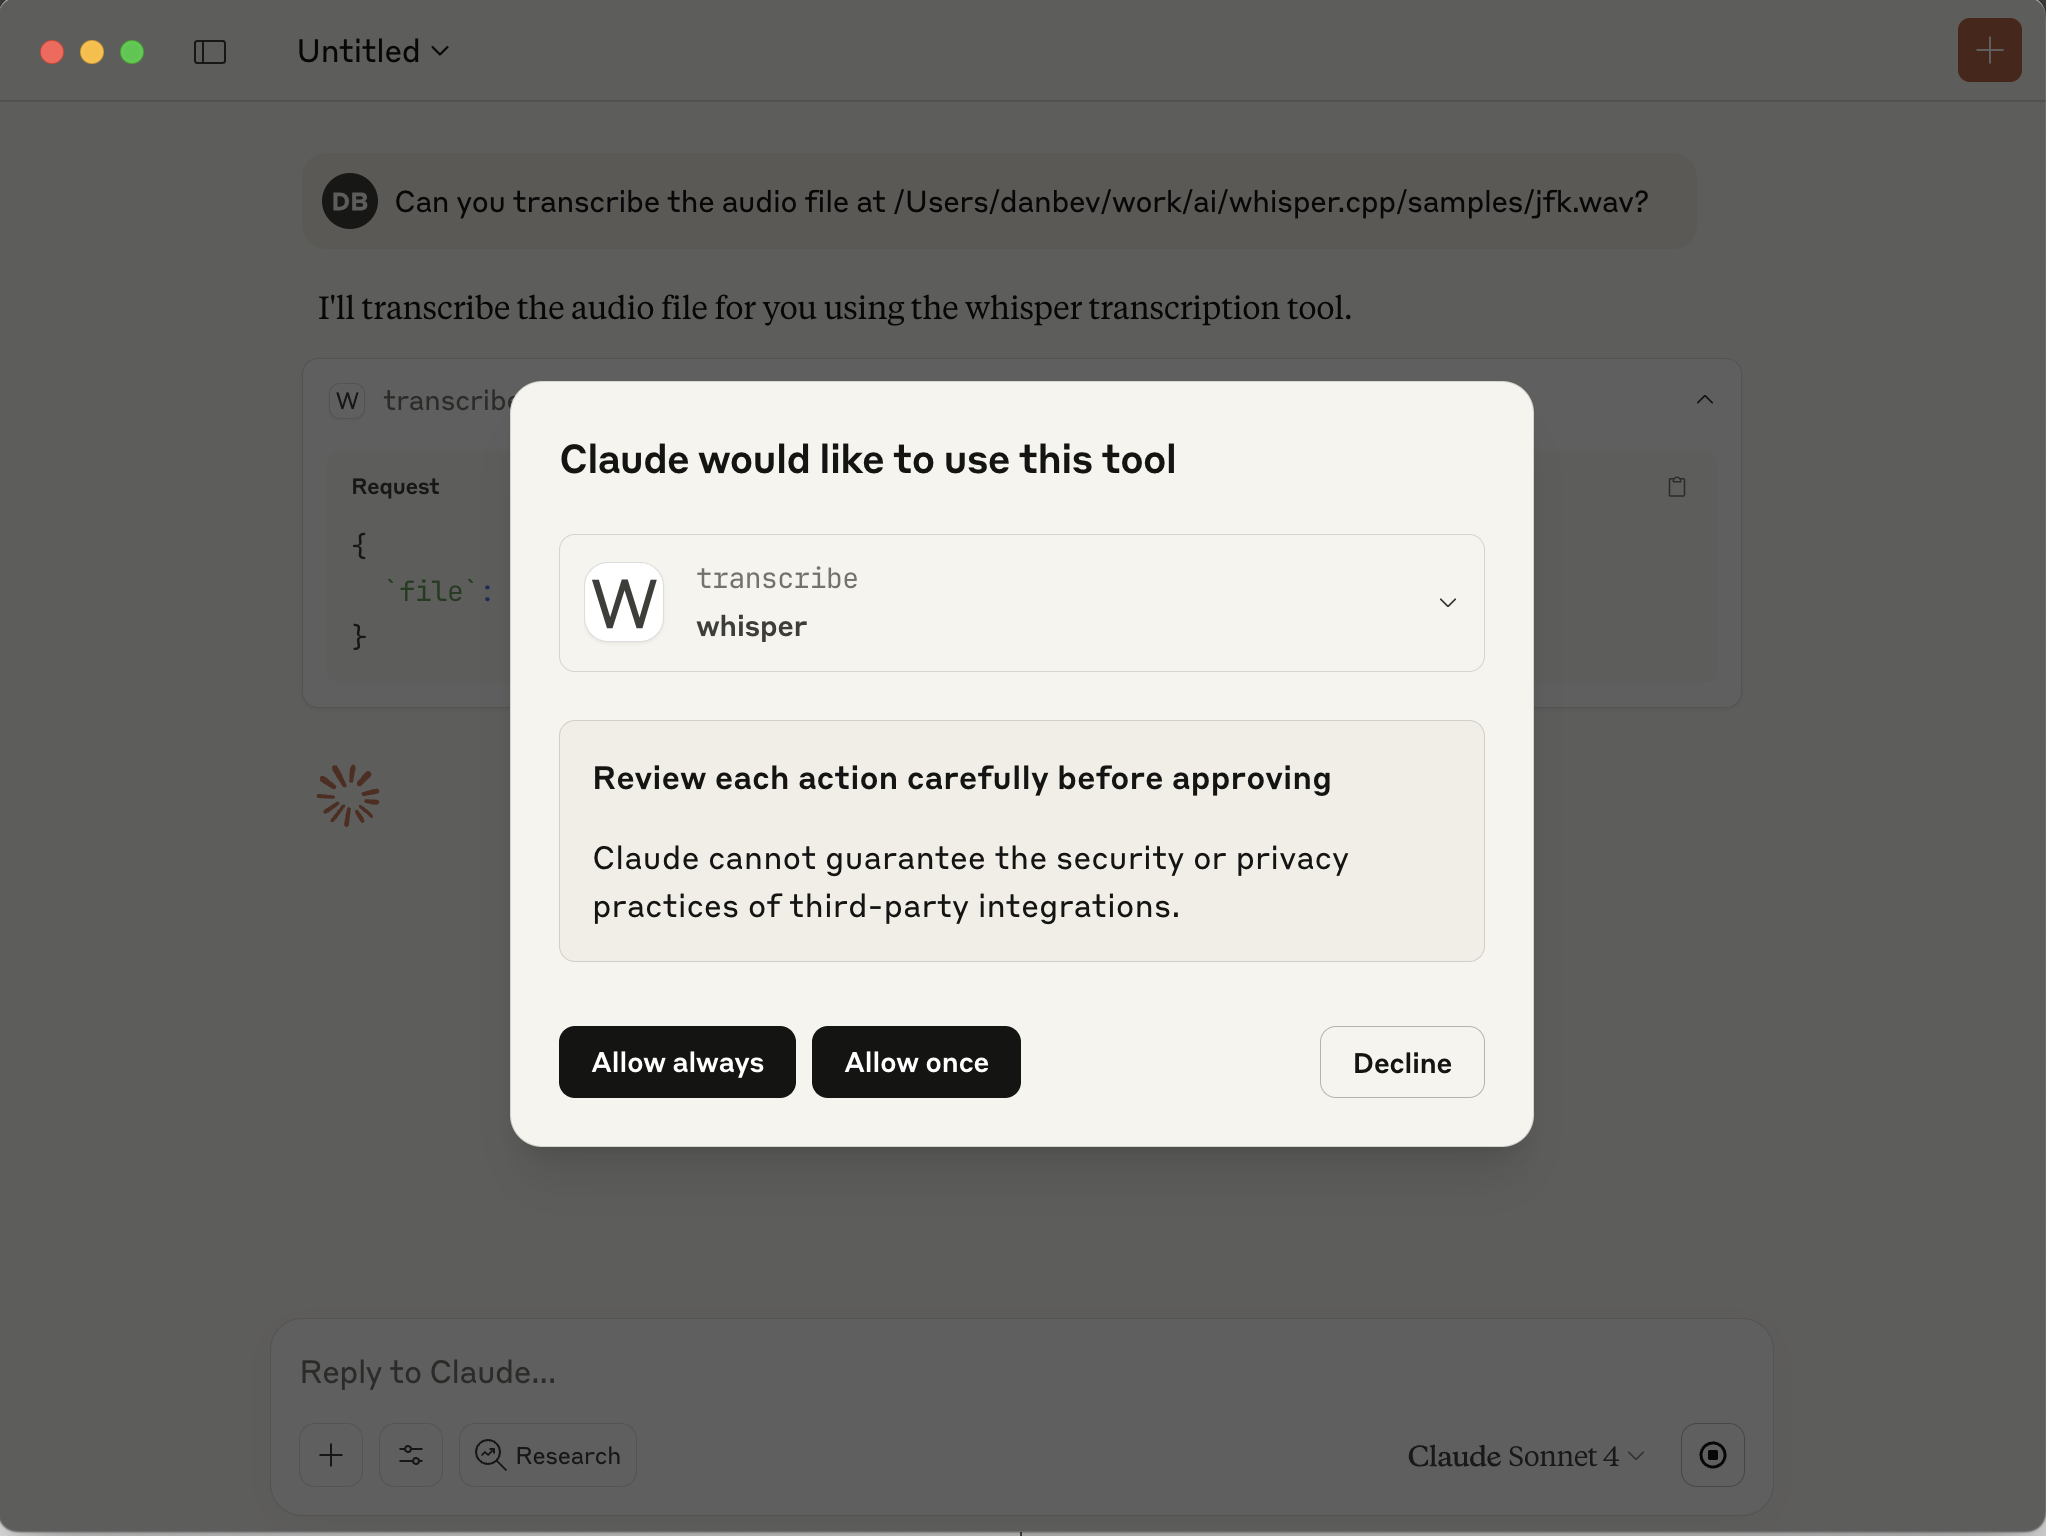 Untitled
DB
Can you transcribe the audio file at /Users/danbev/work/ai/whisper.cpp/samples/jfk.wav?
I'll transcribe the audio file for you using the whisper transcription tool.
W
transcribe
Request
{
`file`:
}
Claude would like to use this tool
W
transcribe
whisper
Review each action carefully before approving
Claude cannot guarantee the security or privacy
practices of third-party integrations.
Allow always
Allow once
Decline
Reply to Claude...
Research
Claude Sonnet 4